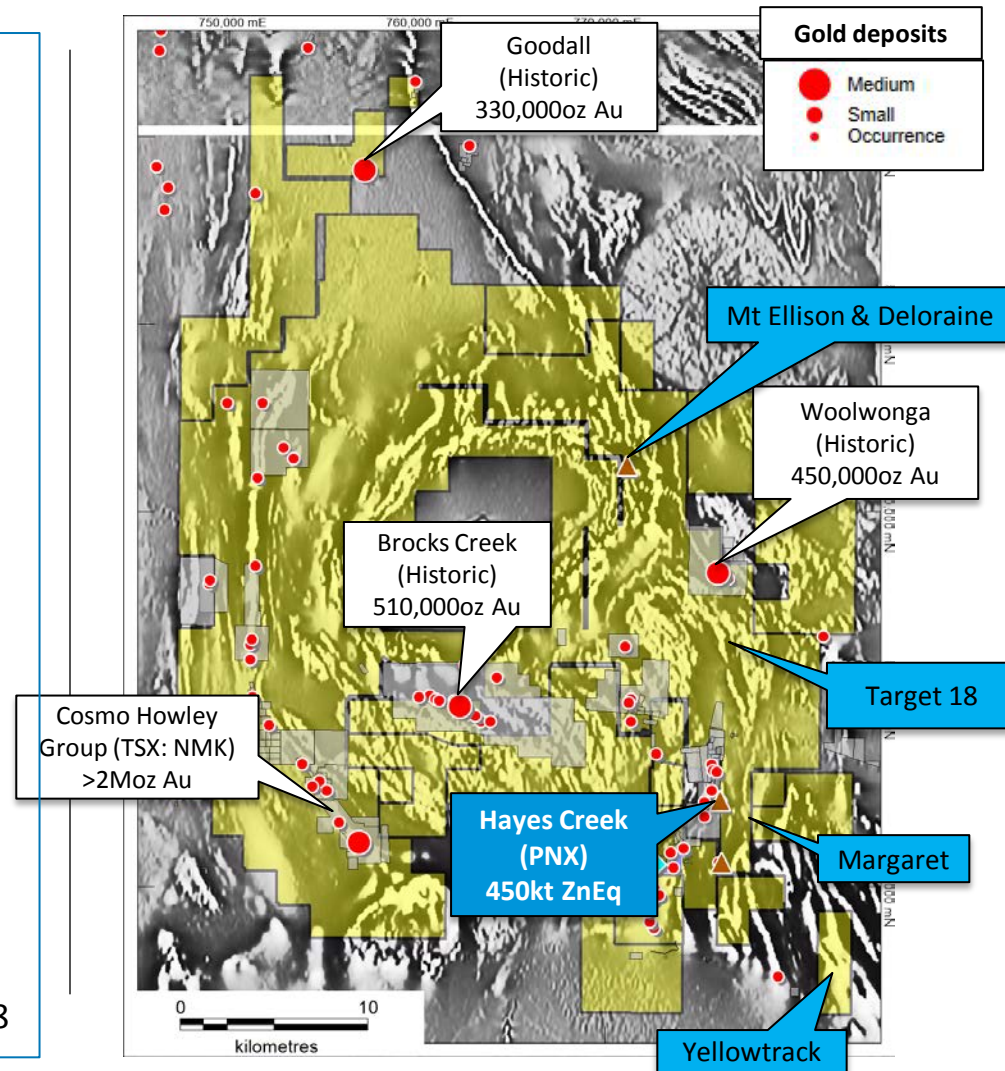 750,000 mE
760,000 mE
Gold deposits
Medium
Small
Occurrence
Goodall
(Historic)
330,000oz Au
Mt Ellison & Deloraine
Woolwonga
(Historic)
450,000oz Au
Brocks Creek
(Historic)
510,000oz Au
Target 18
Cosmo Howley
Group (TSX: NMK)
>2Moz Au
Hayes Creek
(PNX)
450kt ZnEq
Margaret
Yellowtrack
0 10
kilometres
8